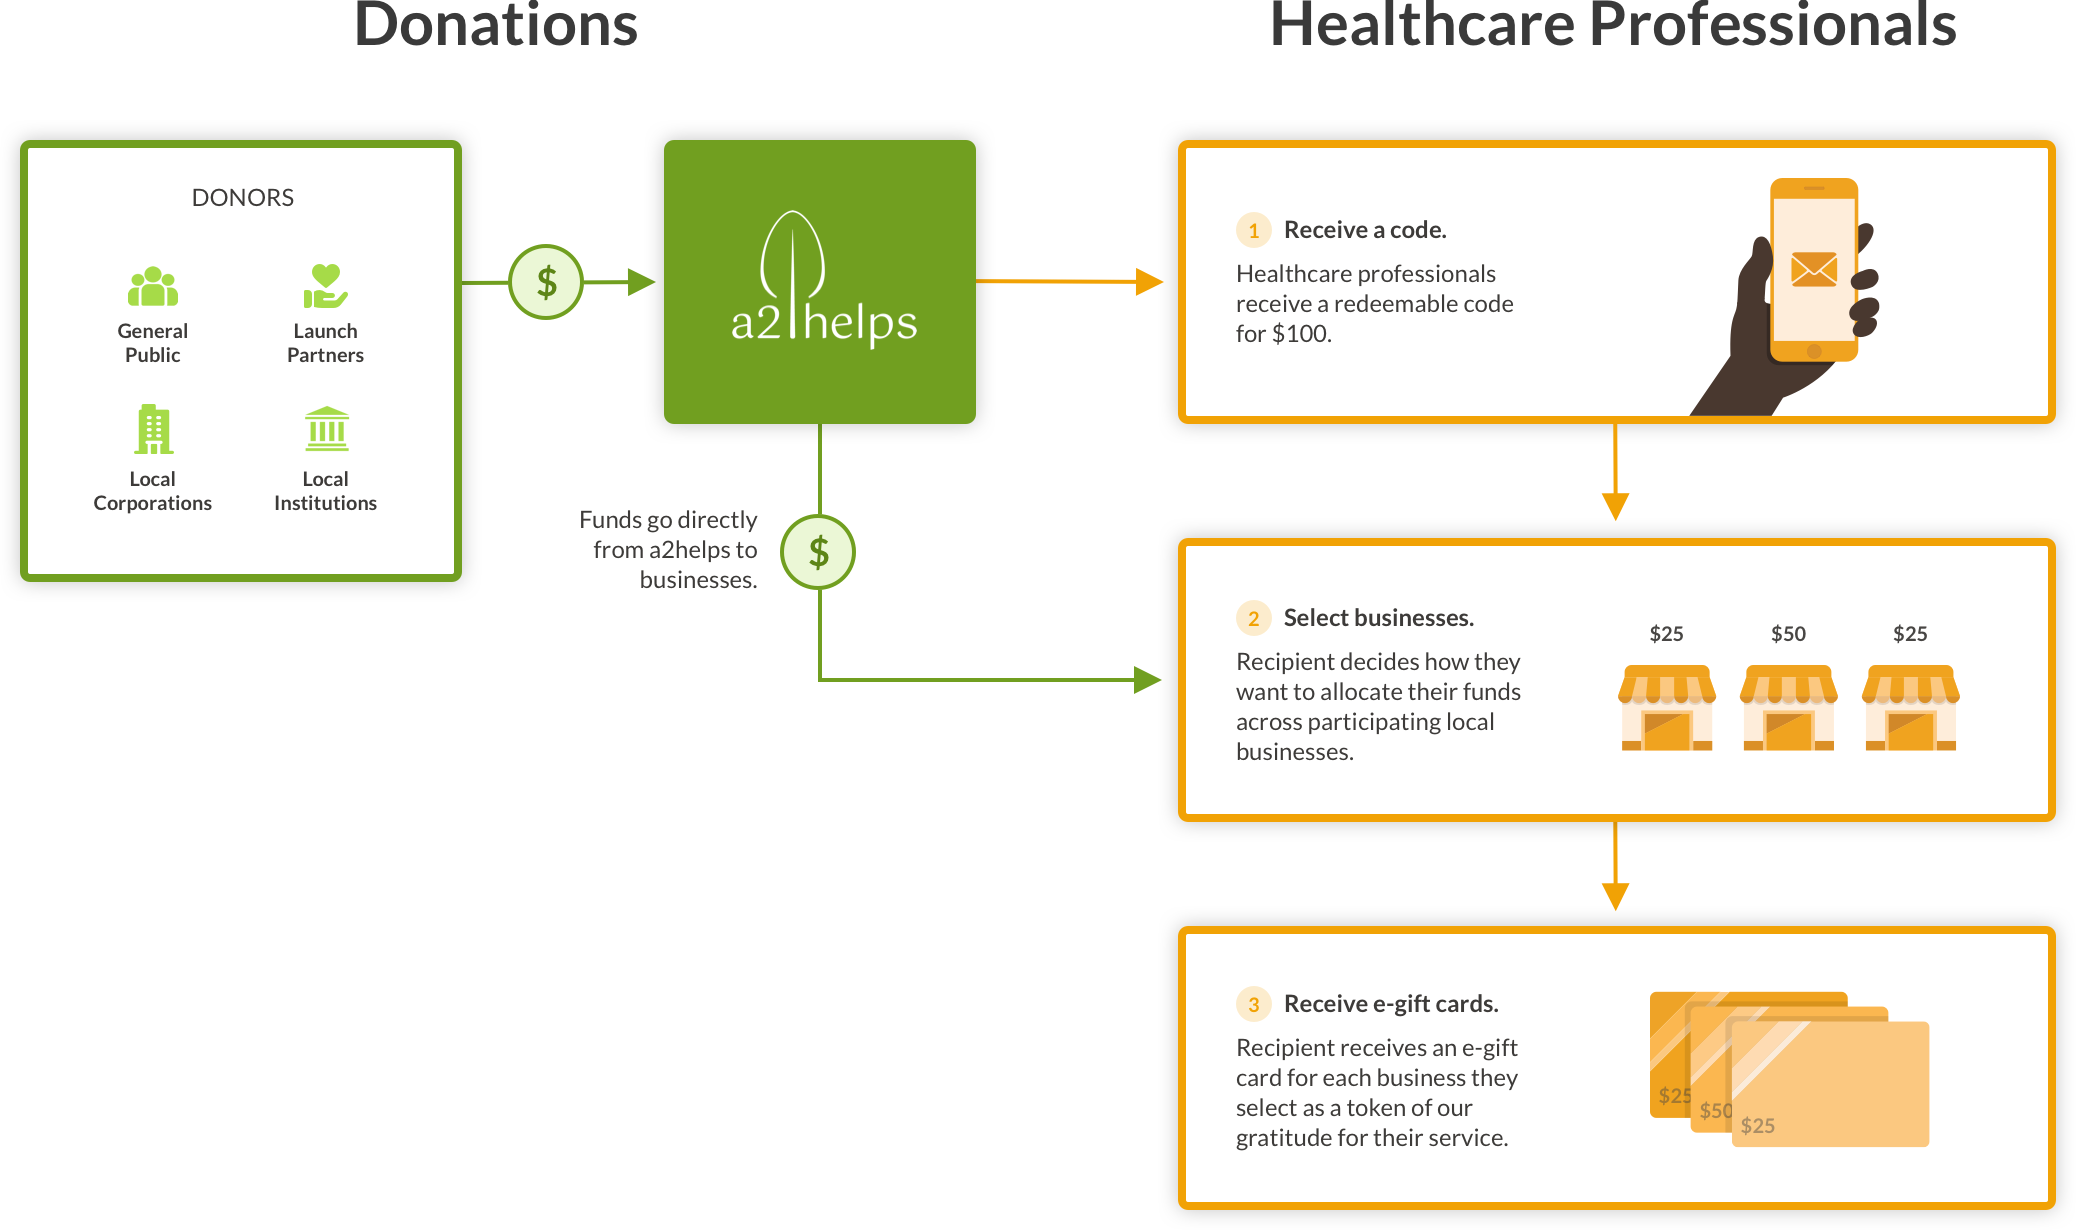 Donations
Healthcare Professionals
DONORS
General
Public
Launch
Partners
Local
Corporations
Local
Institutions
$
a2helps
Funds go directly
from a2helps to
businesses.
$
1 Receive a code.
Healthcare professionals
receive a redeemable code
for $100.
2 Select businesses.
Recipient decides how they
want to allocate their funds
across participating local
businesses.
$25 $50 $25
3 Receive e-gift cards.
Recipient receives an e-gift
card for each business they
select as a token of our
gratitude for their service.
$25
$50
$25